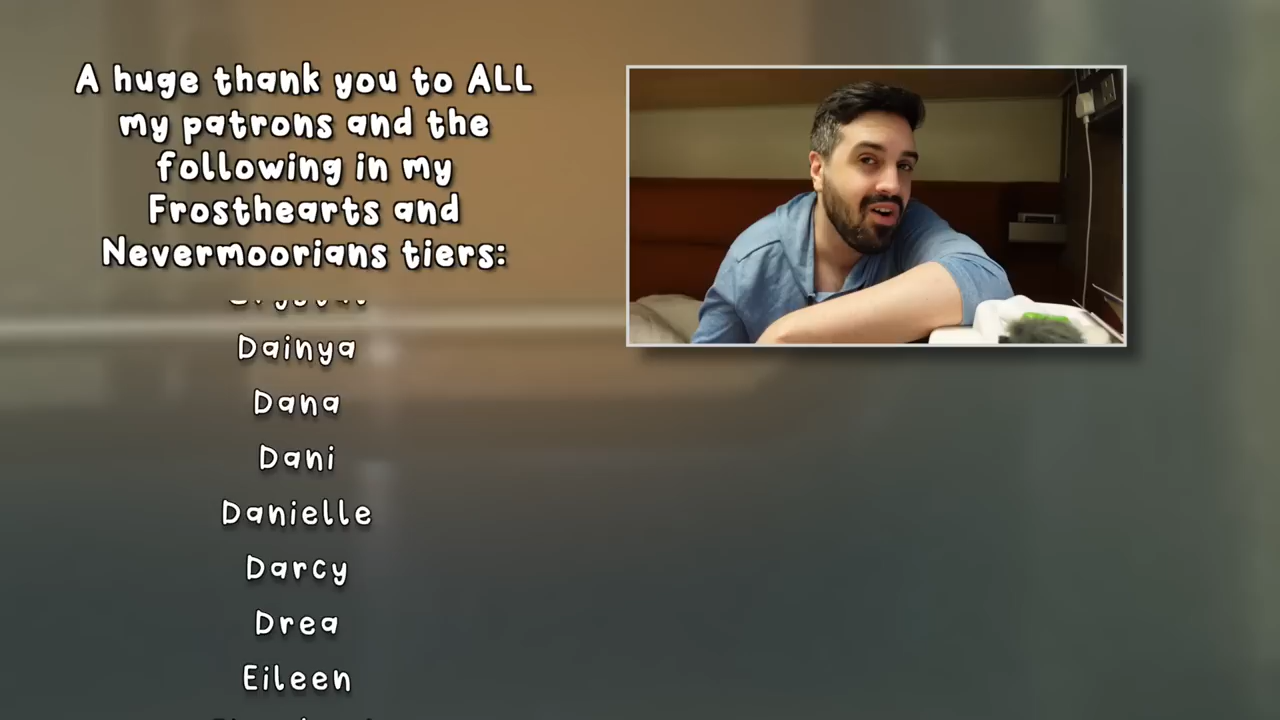 A huge thank you to ALL
my patrons and the
following in my
Frosthearts and
Nevermoorians tiers:
Dainya
Dana
Dani
Danielle
Darcy
Drea
Eileen